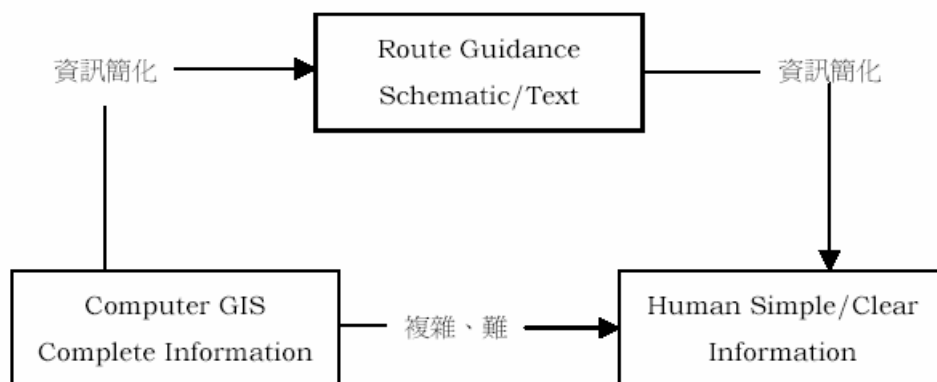 Route Guidance
Schematic/Text
資訊簡化
資訊簡化
Computer GIS
Complete Information
複雜、難
Human Simple/Clear
Information